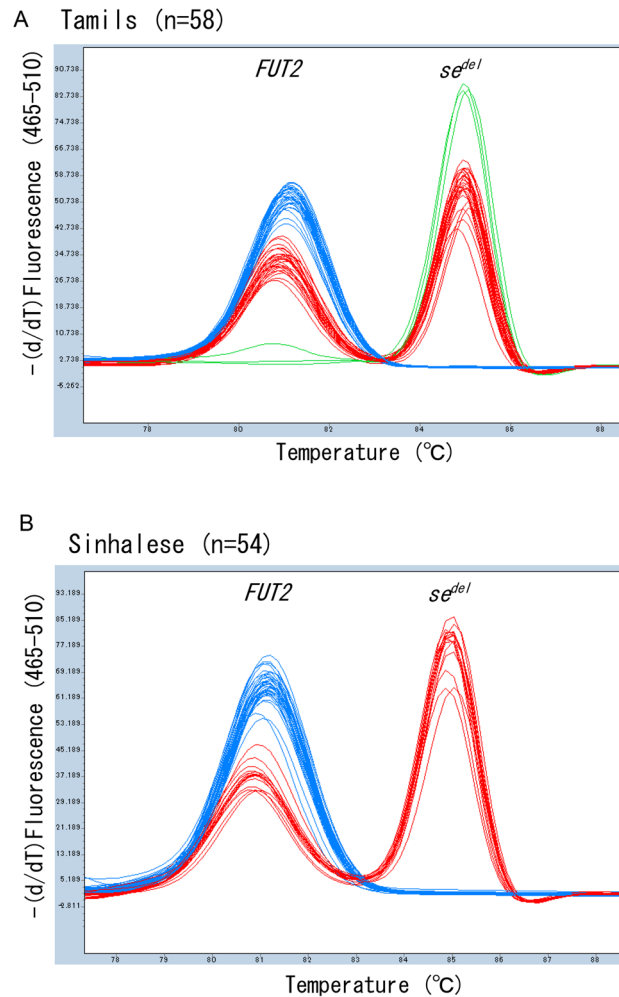 A
Tamils (n=58)
FUT2 se^del
90.738
82.738
74.738
66.738
58.738
50.738
42.738
34.738
26.738
18.738
10.738
2.738
-5.262
-(d/dT)Fluorescence (465-510)
78 80 82 84 86 88
Temperature (℃)
B
Sinhalese (n=54)
FUT2 se^del
93.189
85.189
77.189
69.189
61.189
53.189
45.189
37.189
29.189
21.189
13.189
5.189
-2.811
-(d/dT)Fluorescence (465-510)
78 79 80 81 82 83 84 85 86 87 88
Temperature (℃)